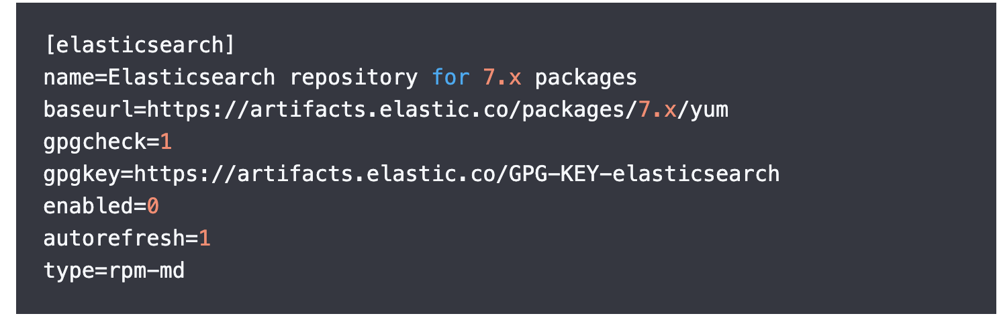 [elasticsearch]
name=Elasticsearch repository for 7.x packages
baseurl=https://artifacts.elastic.co/packages/7.x/yum
gpgcheck=1
gpgkey=https://artifacts.elastic.co/GPG-KEY-elasticsearch
enabled=0
autorefresh=1
type=rpm-md